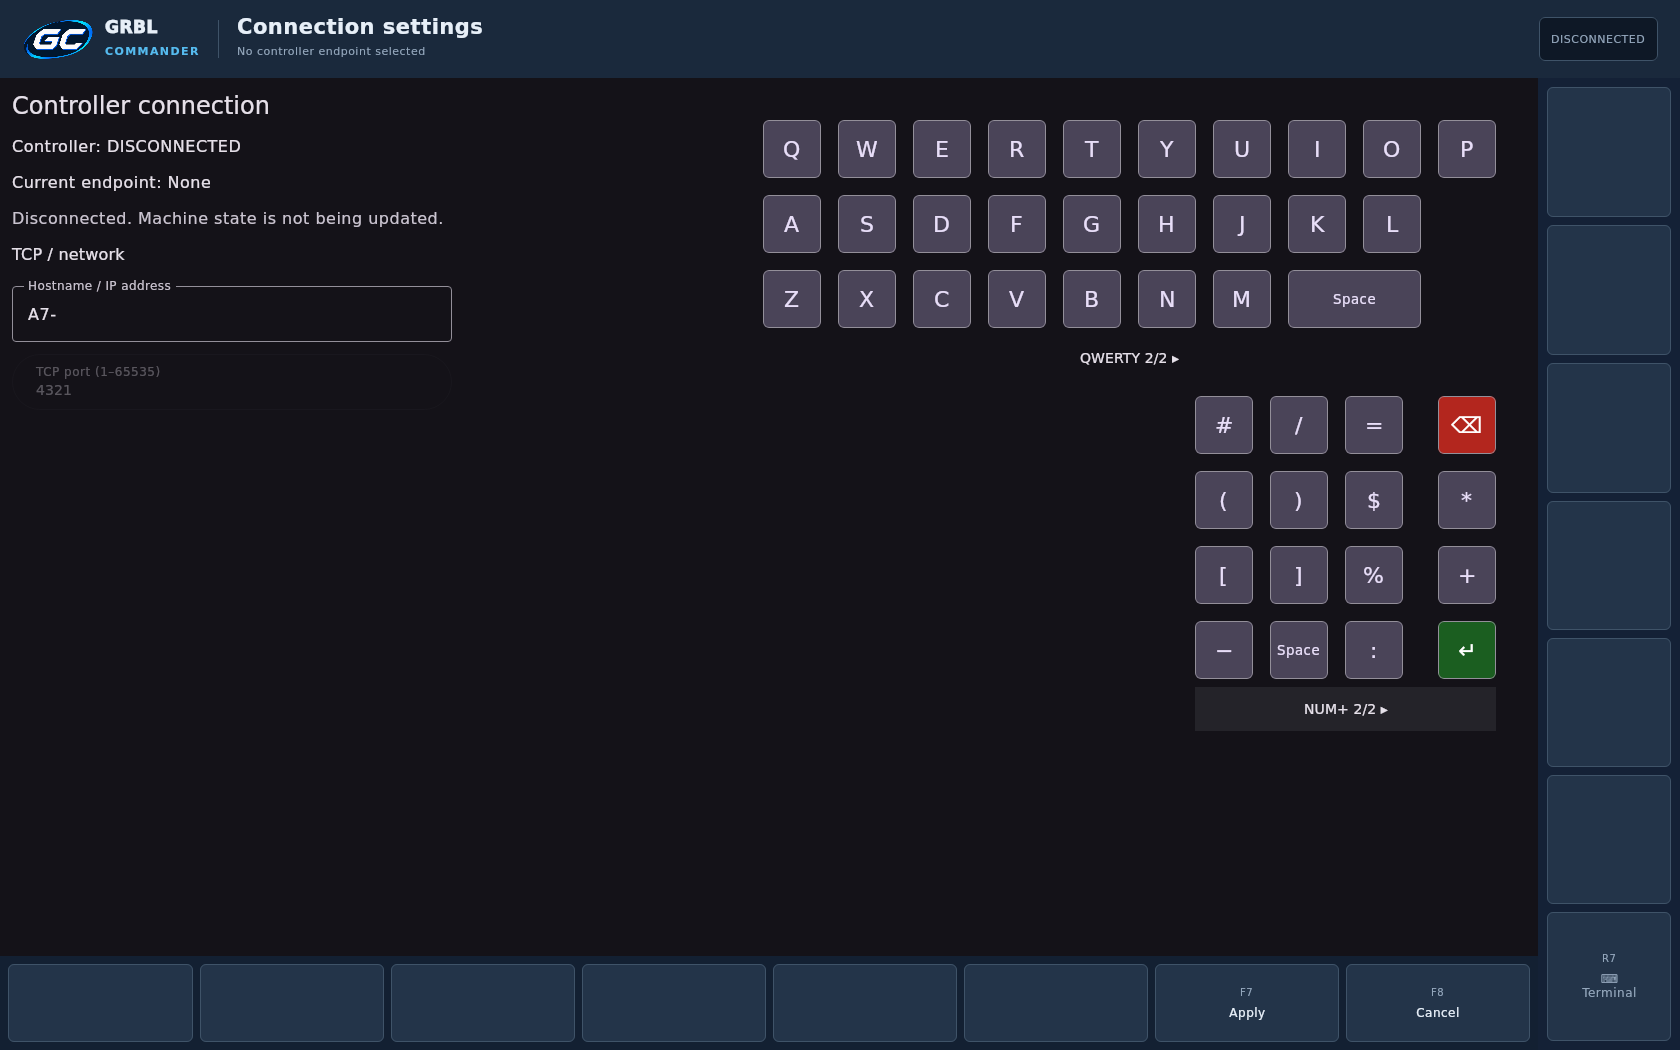 GC
GRBL
COMMANDER
Connection settings
No controller endpoint selected
DISCONNECTED
Controller connection
Controller: DISCONNECTED
Current endpoint: None
Disconnected. Machine state is not being updated.
TCP / network
Hostname / IP address
A7-
TCP port (1–65535)
4321
Q W E R T Y U I O P
A S D F G H J K L
Z X C V B N M Space
QWERTY 2/2 ▸
# / = ⌫
( ) $ *
[ ] % +
− Space : ↵
NUM+ 2/2 ▸
F7
Apply
F8
Cancel
R7
⌨
Terminal